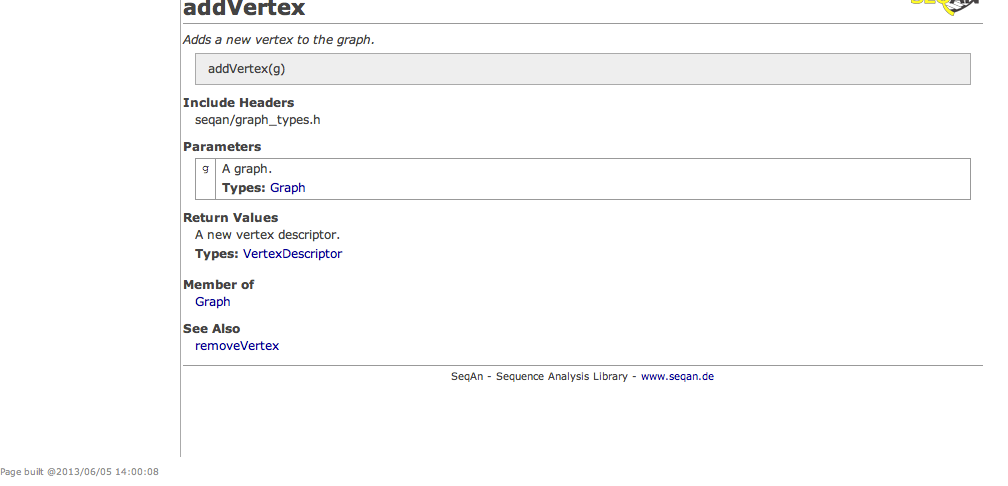 addVertex
Adds a new vertex to the graph.
addVertex(g)
Include Headers
seqan/graph_types.h
Parameters
g A graph.
Types: Graph
Return Values
A new vertex descriptor.
Types: VertexDescriptor
Member of
Graph
See Also
removeVertex
SeqAn - Sequence Analysis Library - www.seqan.de
Page built @2013/06/05 14:00:08